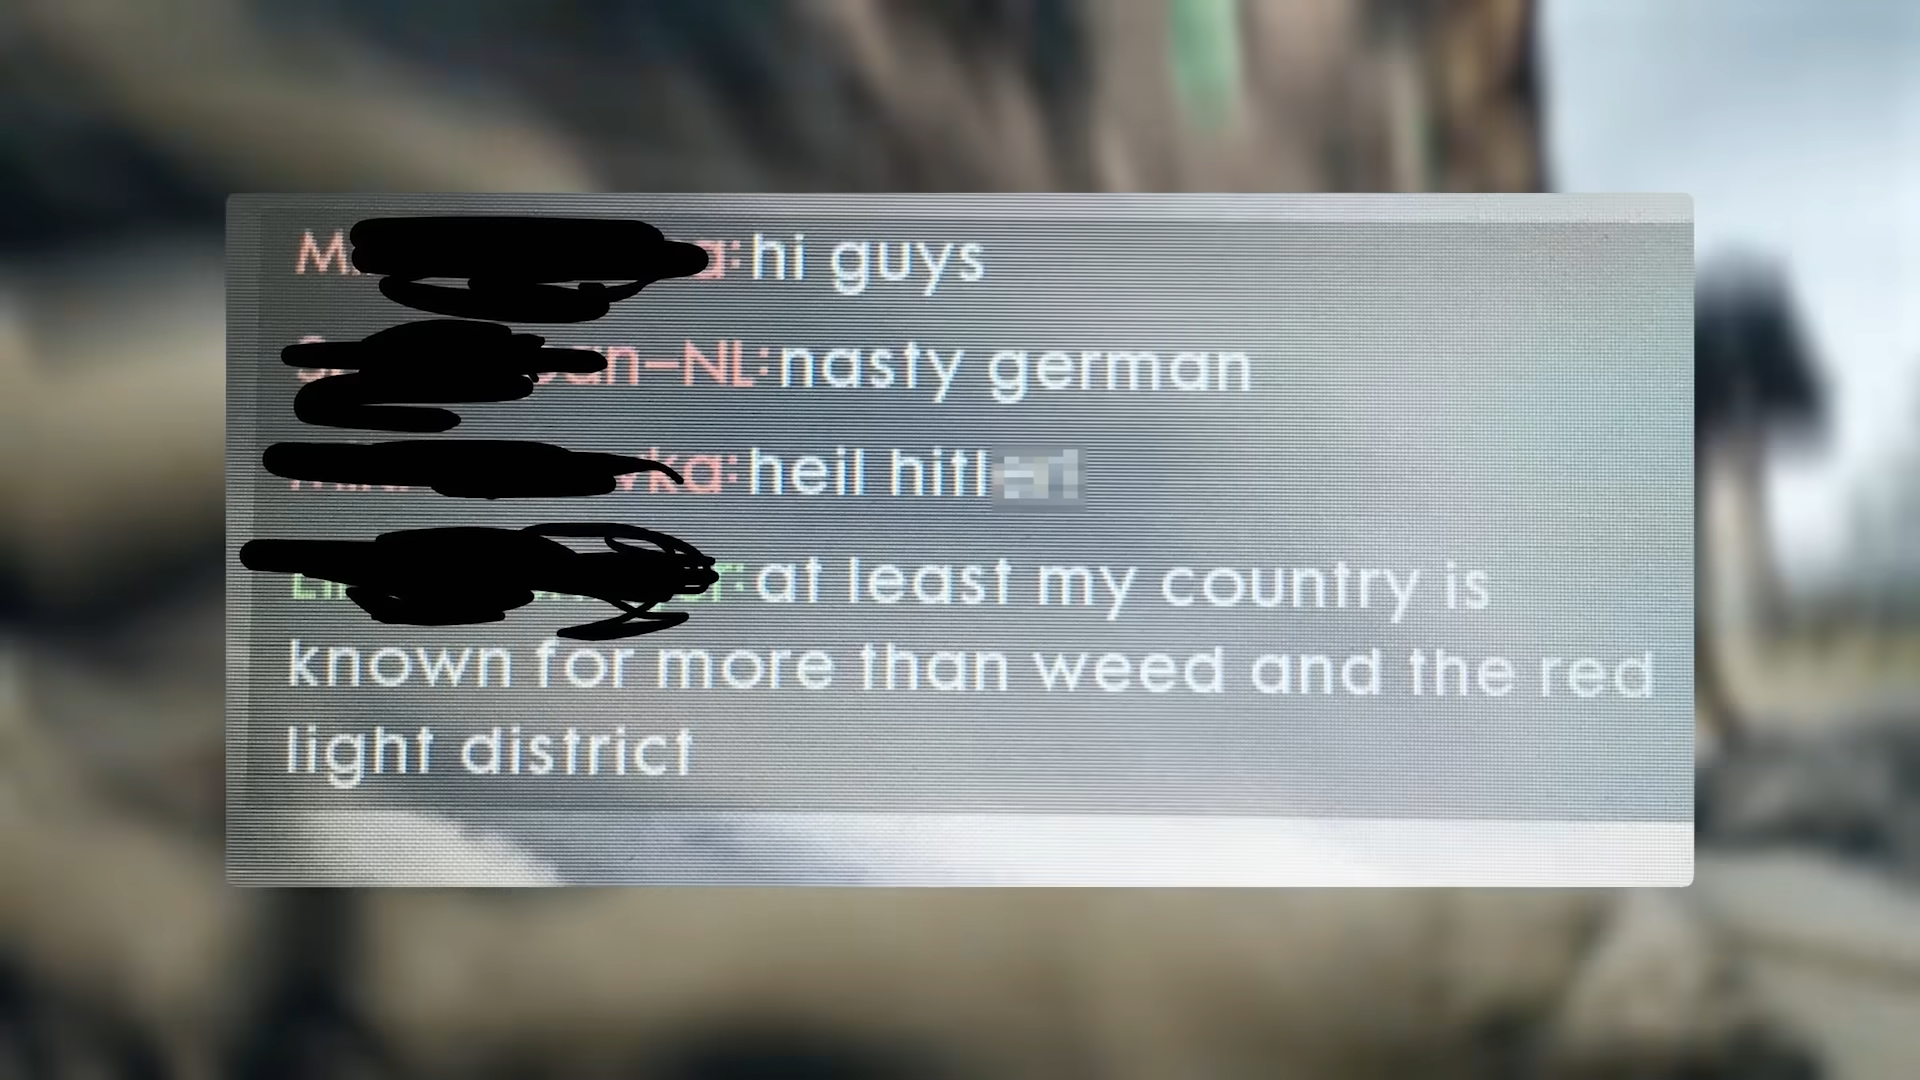 hi guys
-NL: nasty german
heil hitl
at least my country is
known for more than weed and the red
light district